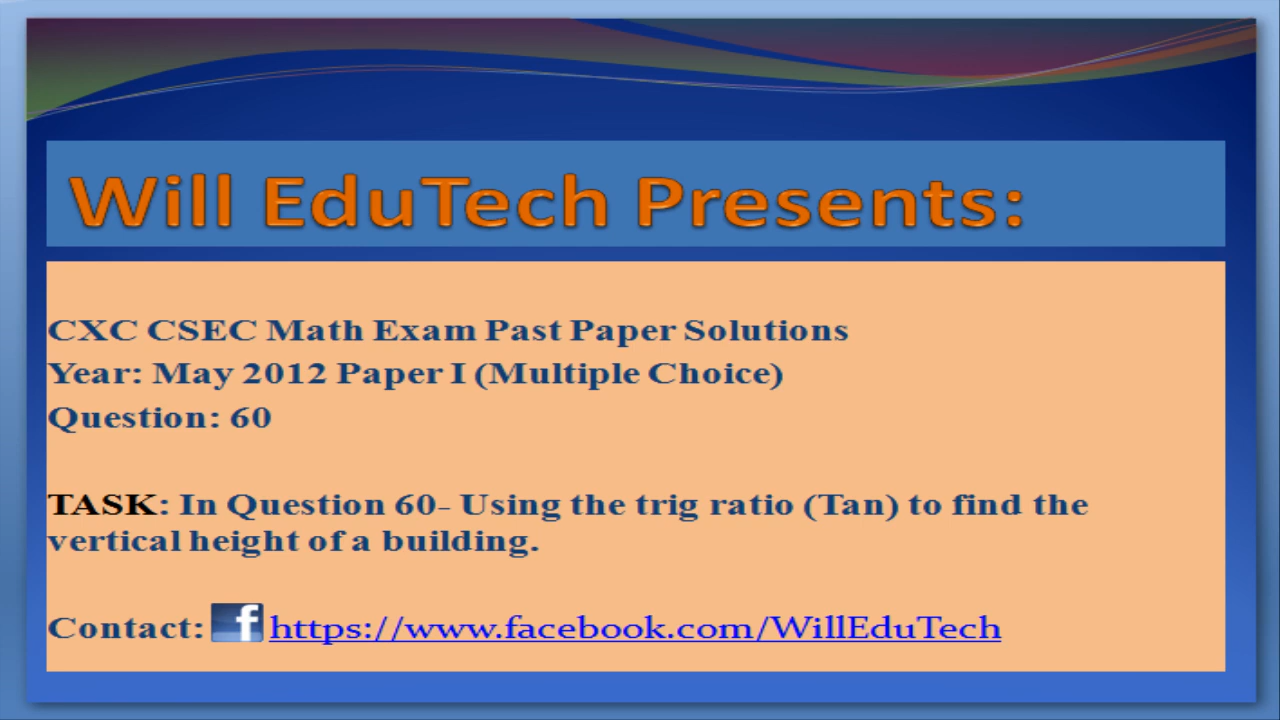 Will EduTech Presents:
CXC CSEC Math Exam Past Paper Solutions
Year: May 2012 Paper I (Multiple Choice)
Question: 60
TASK: In Question 60- Using the trig ratio (Tan) to find the
vertical height of a building.
Contact: f https://www.facebook.com/WillEduTech